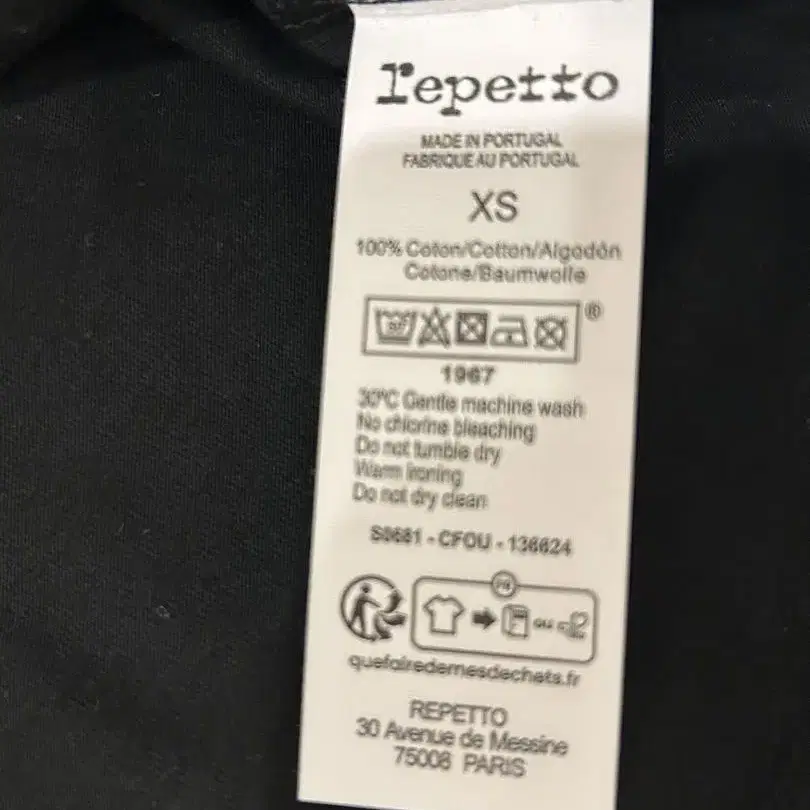 repetto
MADE IN PORTUGAL
FABRIQUE AU PORTUGAL
XS
100% Coton/Cotton/Algodón
Cotone/Baumwolle
®
1967
30°C Gentle machine wash
No chlorine bleaching
Do not tumble dry
Warm ironing
Do not dry clean
S0681 - CFOU - 136624
FR
OU
quefairedemesdechets.fr
REPETTO
30 Avenue de Messine
75008 PARIS